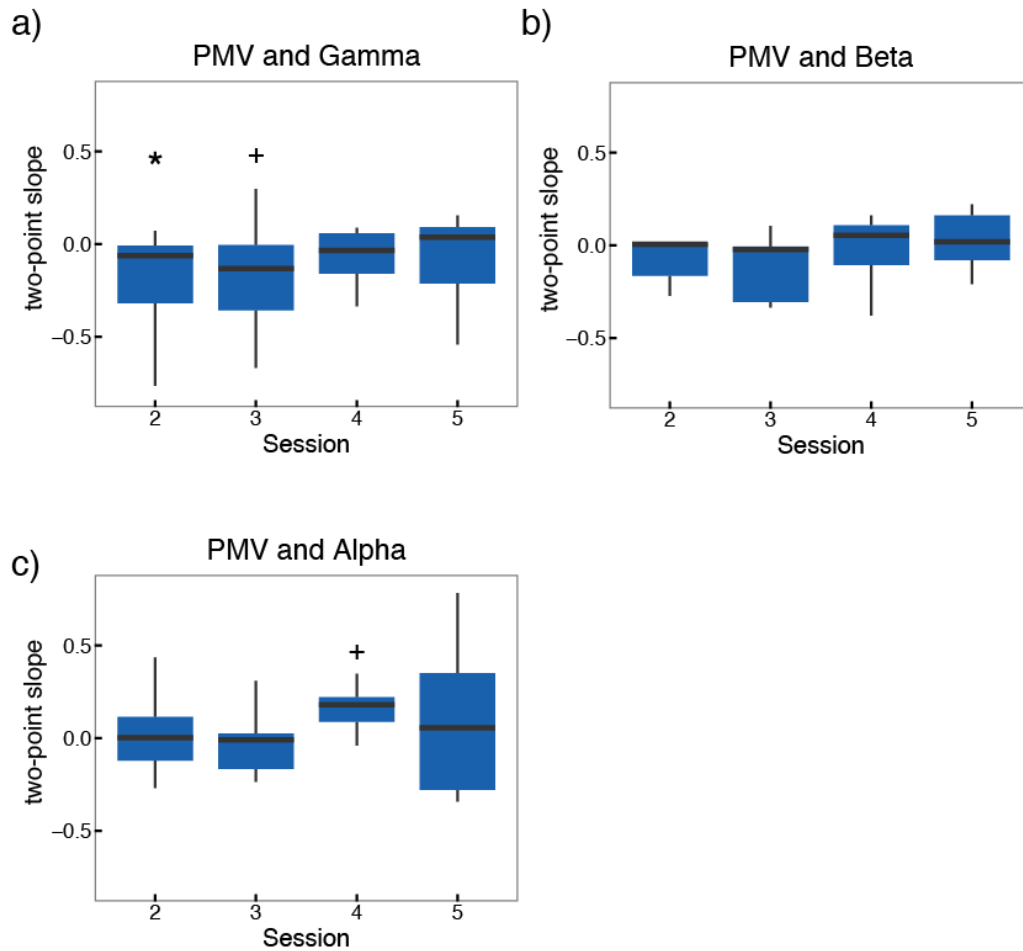 a)
PMV and Gamma
two-point slope
0.5
0.0
−0.5
*
+
2 3 4 5
Session
b)
PMV and Beta
two-point slope
0.5
0.0
−0.5
2 3 4 5
Session
c)
PMV and Alpha
two-point slope
0.5
0.0
−0.5
+
2 3 4 5
Session